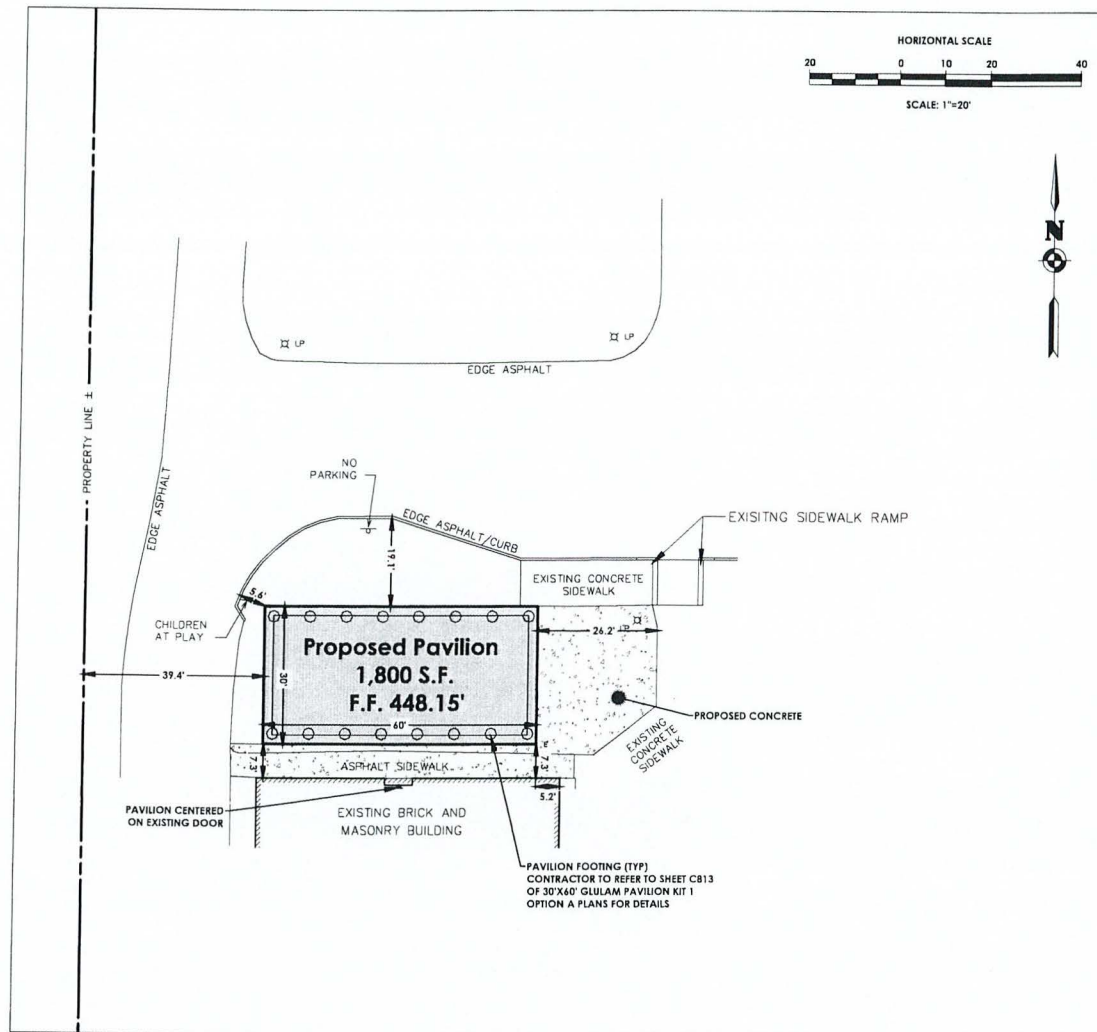 HORIZONTAL SCALE
20 0 10 20 40
SCALE: 1"=20'
N
LP
LP
EDGE ASPHALT
PROPERTY LINE ±
EDGE ASPHALT
NO
PARKING
EDGE ASPHALT/CURB
EXISITNG SIDEWALK RAMP
19.1'
EXISTING CONCRETE
SIDEWALK
5.6'
CHILDREN
AT PLAY
LP
26.2'
Proposed Pavilion
1,800 S.F.
F.F. 448.15'
30'
39.4'
60'
PROPOSED CONCRETE
EXISTING
CONCRETE
SIDEWALK
7.3'
ASPHALT SIDEWALK
7.3'
5.2'
PAVILION CENTERED
ON EXISTING DOOR
EXISTING BRICK AND
MASONRY BUILDING
PAVILION FOOTING (TYP)
CONTRACTOR TO REFER TO SHEET C813
OF 30'X60' GLULAM PAVILION KIT 1
OPTION A PLANS FOR DETAILS